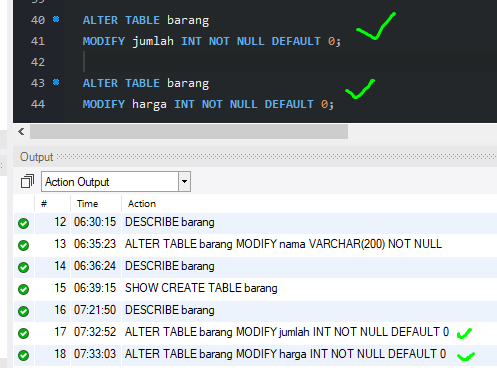 40 ALTER TABLE barang
41 MODIFY jumlah INT NOT NULL DEFAULT 0;
42
43 ALTER TABLE barang
44 MODIFY harga INT NOT NULL DEFAULT 0;
Output
Action Output
# Time Action
12 06:30:15 DESCRIBE barang
13 06:35:23 ALTER TABLE barang MODIFY nama VARCHAR(200) NOT NULL
14 06:36:24 DESCRIBE barang
15 06:39:15 SHOW CREATE TABLE barang
16 07:21:50 DESCRIBE barang
17 07:32:52 ALTER TABLE barang MODIFY jumlah INT NOT NULL DEFAULT 0
18 07:33:03 ALTER TABLE barang MODIFY harga INT NOT NULL DEFAULT 0